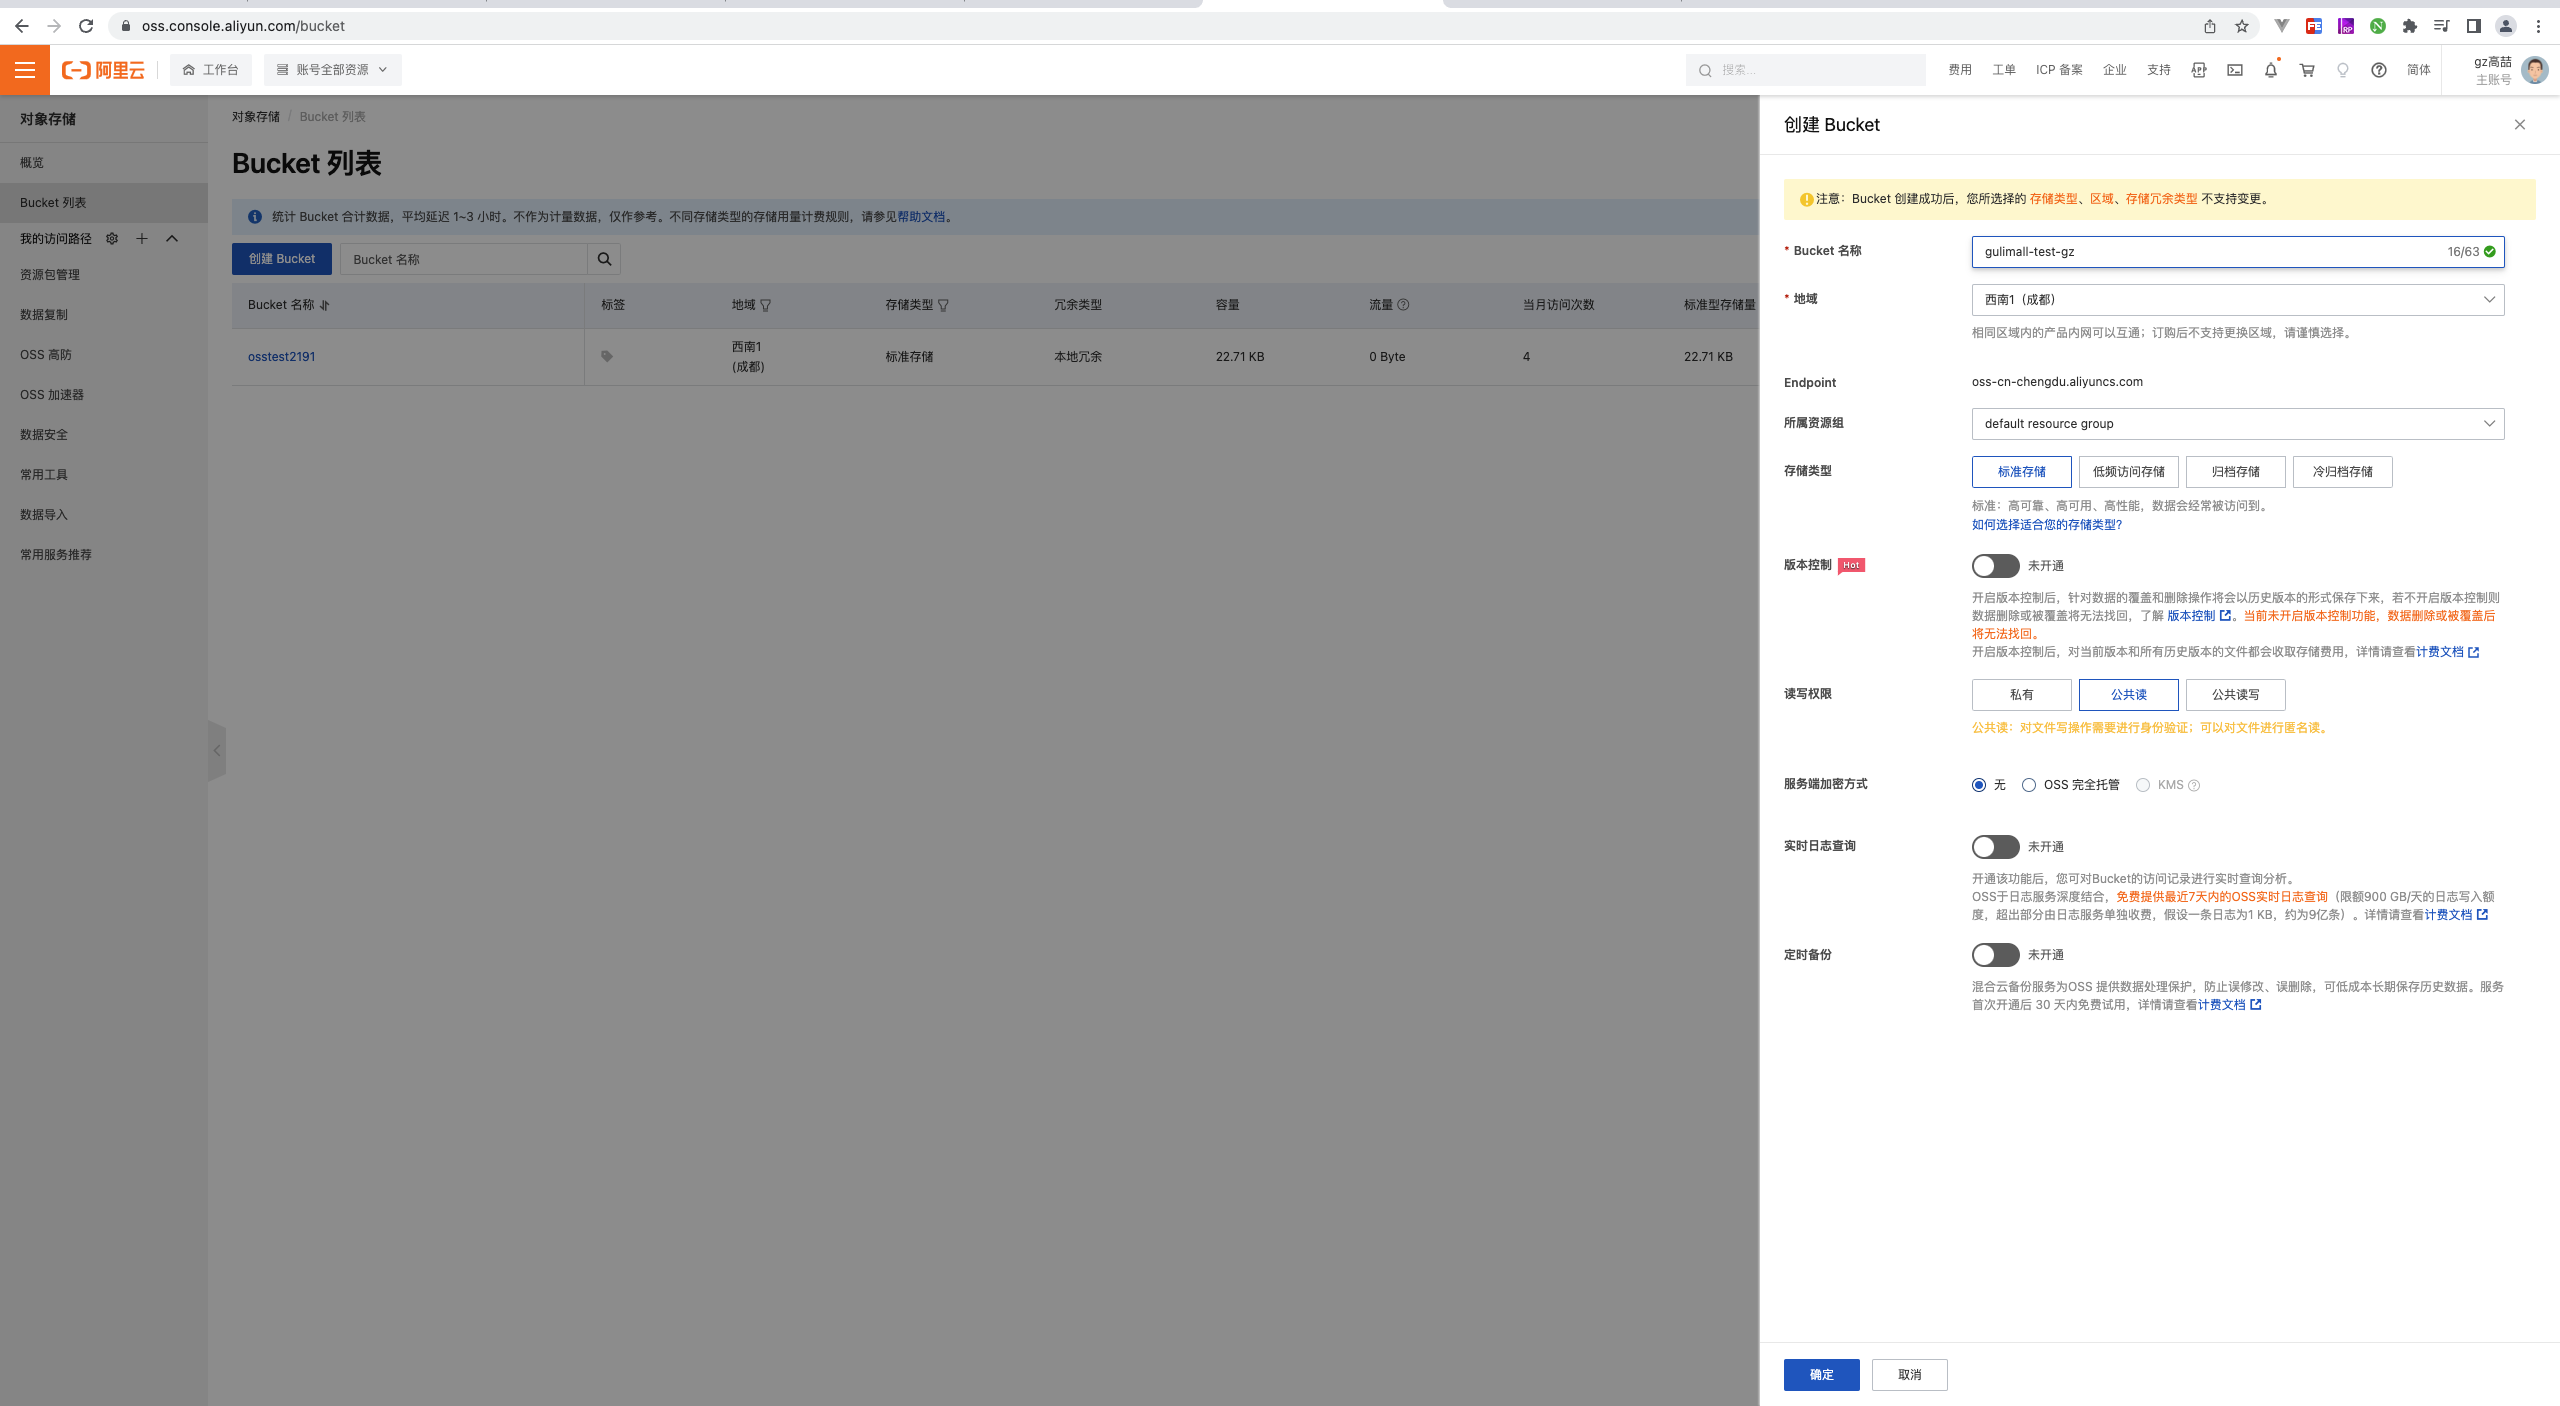 oss.console.aliyun.com/bucket
阿里云
工作台
账号全部资源
搜索...
费用
工单
ICP 备案
企业
支持
简体
gz高喆
主账号
对象存储
概览
Bucket 列表
我的访问路径
资源包管理
数据复制
OSS 高防
OSS 加速器
数据安全
常用工具
数据导入
常用服务推荐
对象存储 / Bucket 列表
Bucket 列表
统计 Bucket 合计数据，平均延迟 1~3 小时。不作为计量数据，仅作参考。不同存储类型的存储用量计费规则，请参见帮助文档。
创建 Bucket
Bucket 名称
Bucket 名称 标签 地域 存储类型 冗余类型 容量 流量 当月访问次数 标准型存储量
osstest2191 西南1 (成都) 标准存储 本地冗余 22.71 KB 0 Byte 4 22.71 KB
创建 Bucket
注意：Bucket 创建成功后，您所选择的 存储类型、区域、存储冗余类型 不支持变更。
* Bucket 名称
gulimall-test-gz 16/63
* 地域
西南1（成都）
相同区域内的产品内网可以互通；订购后不支持更换区域，请谨慎选择。
Endpoint
oss-cn-chengdu.aliyuncs.com
所属资源组
default resource group
存储类型
标准存储 低频访问存储 归档存储 冷归档存储
标准：高可靠、高可用、高性能，数据会经常被访问到。
如何选择适合您的存储类型?
版本控制 Hot
未开通
开启版本控制后，针对数据的覆盖和删除操作将会以历史版本的形式保存下来，若不开启版本控制则
数据删除或被覆盖将无法找回，了解 版本控制。当前未开启版本控制功能，数据删除或被覆盖后
将无法找回。
开启版本控制后，对当前版本和所有历史版本的文件都会收取存储费用，详情请查看计费文档
读写权限
私有 公共读 公共读写
公共读：对文件写操作需要进行身份验证；可以对文件进行匿名读。
服务端加密方式
无 OSS 完全托管 KMS
实时日志查询
未开通
开通该功能后，您可对Bucket的访问记录进行实时查询分析。
OSS于日志服务深度结合，免费提供最近7天内的OSS实时日志查询（限额900 GB/天的日志写入额
度，超出部分由日志服务单独收费，假设一条日志为1 KB，约为9亿条）。详情请查看计费文档
定时备份
未开通
混合云备份服务为OSS 提供数据处理保护，防止误修改、误删除，可低成本长期保存历史数据。服务
首次开通后 30 天内免费试用，详情请查看计费文档
确定
取消